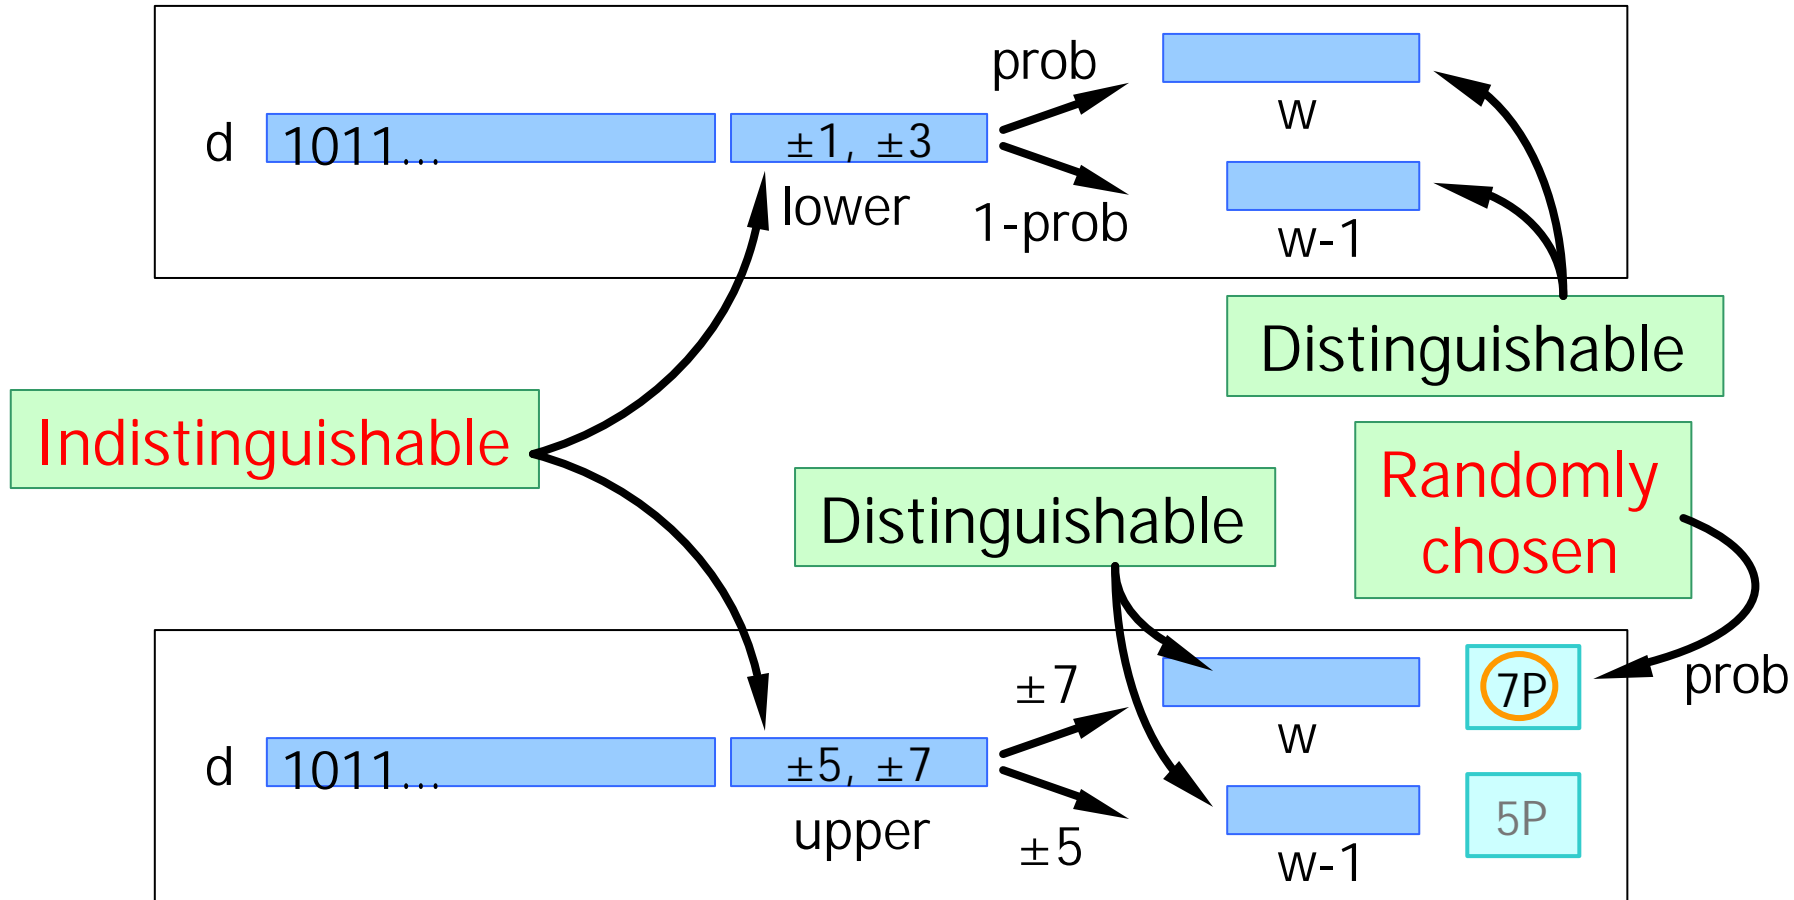 prob
w
d
1011...
±1, ±3
lower
1-prob
w-1
Distinguishable
Indistinguishable
Randomly
chosen
Distinguishable
±7
7P
prob
w
d
1011...
±5, ±7
upper
±5
5P
w-1